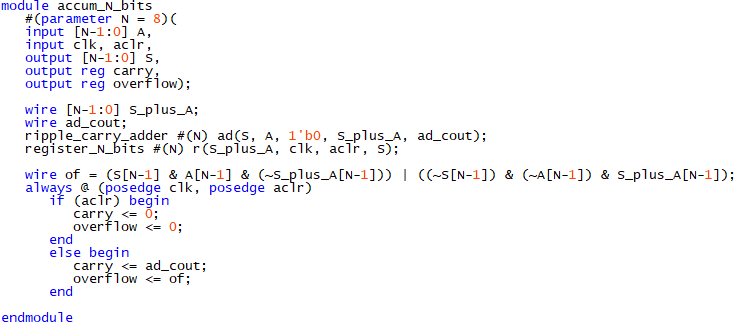 module accum_N_bits
#(parameter N = 8)(
input [N-1:0] A,
input clk, aclr,
output [N-1:0] S,
output reg carry,
output reg overflow);
wire [N-1:0] S_plus_A;
wire ad_cout;
ripple_carry_adder #(N) ad(S, A, 1'b0, S_plus_A, ad_cout);
register_N_bits #(N) r(S_plus_A, clk, aclr, S);
wire of = (S[N-1] & A[N-1] & (~S_plus_A[N-1])) | ((~S[N-1]) & (~A[N-1]) & S_plus_A[N-1]);
always @ (posedge clk, posedge aclr)
if (aclr) begin
carry <= 0;
overflow <= 0;
end
else begin
carry <= ad_cout;
overflow <= of;
end
endmodule